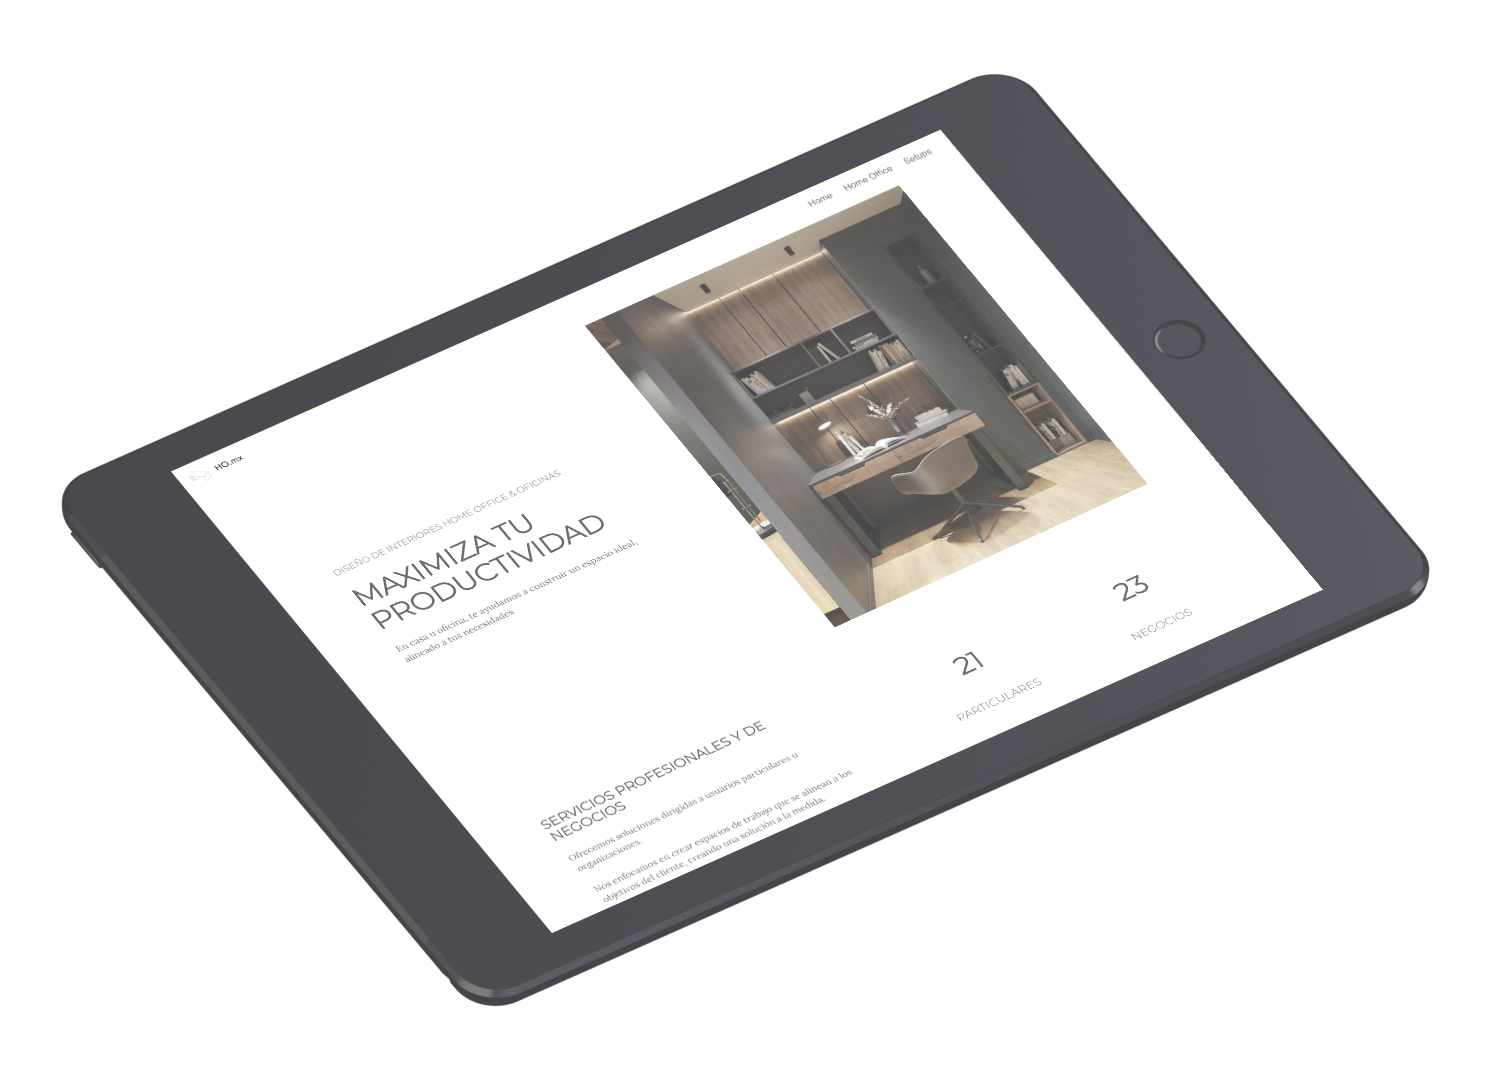 HO.mx
Home Home Office Setups
DISEÑO DE INTERIORES HOME OFFICE & OFICINAS
MAXIMIZA TU
PRODUCTIVIDAD
En casa u oficina, te ayudamos a construir un espacio ideal,
alineado a tus necesidades
SERVICIOS PROFESIONALES Y DE
NEGOCIOS
Ofrecemos soluciones dirigidas a usuarios particulares u
organizaciones.
Nos enfocamos en crear espacios de trabajo que se alinean a los
objetivos del cliente, creando una solución a la medida.
21
PARTICULARES
23
NEGOCIOS